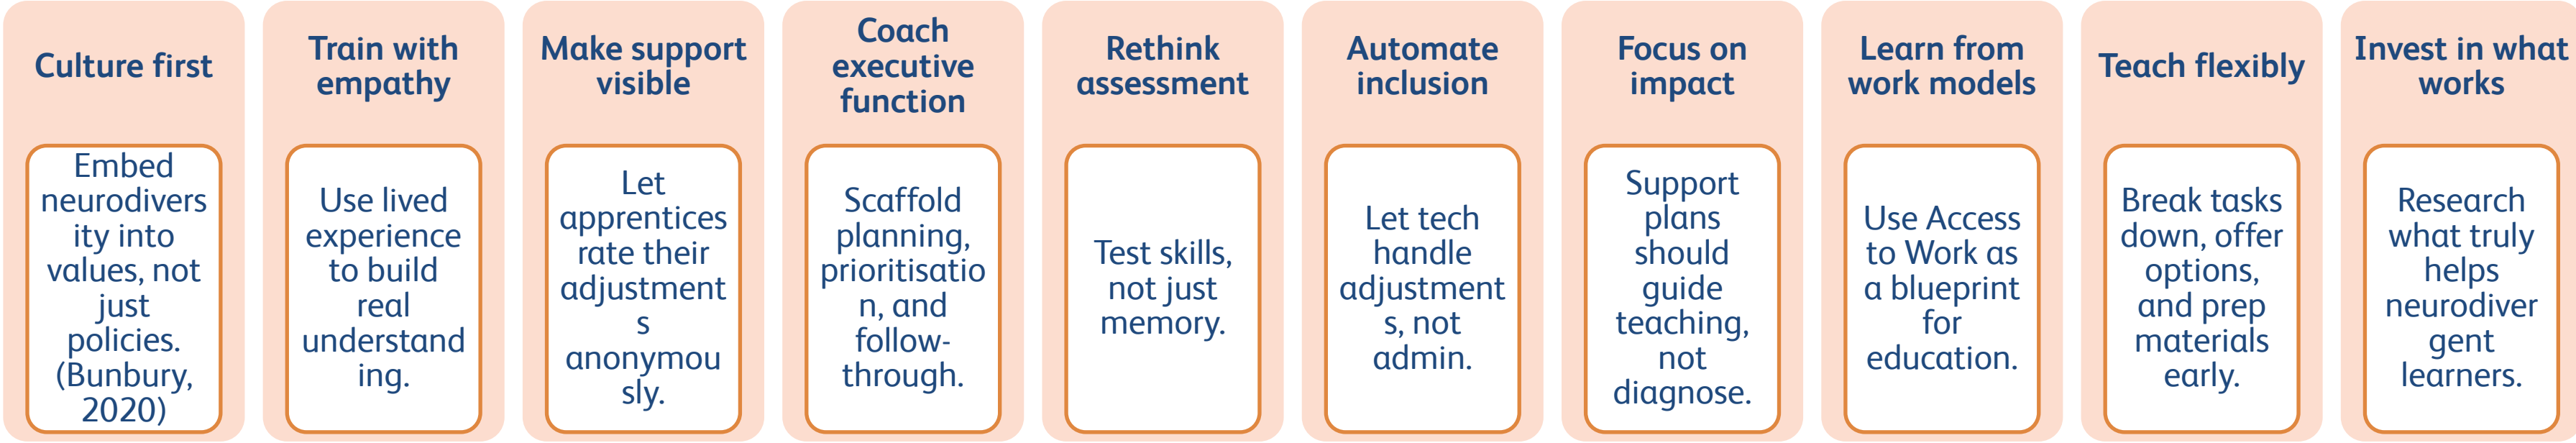 Culture first
Embed
neurodivers
ity into
values, not
just
policies.
(Bunbury,
2020)
Train with
empathy
Use lived
experience
to build
real
understand
ing.
Make support
visible
Let
apprentices
rate their
adjustment
s
anonymou
sly.
Coach
executive
function
Scaffold
planning,
prioritisatio
n, and
follow-
through.
Rethink
assessment
Test skills,
not just
memory.
Automate
inclusion
Let tech
handle
adjustment
s, not
admin.
Focus on
impact
Support
plans
should
guide
teaching,
not
diagnose.
Learn from
work models
Use Access
to Work as
a blueprint
for
education.
Teach flexibly
Break tasks
down, offer
options,
and prep
materials
early.
Invest in what
works
Research
what truly
helps
neurodiver
gent
learners.